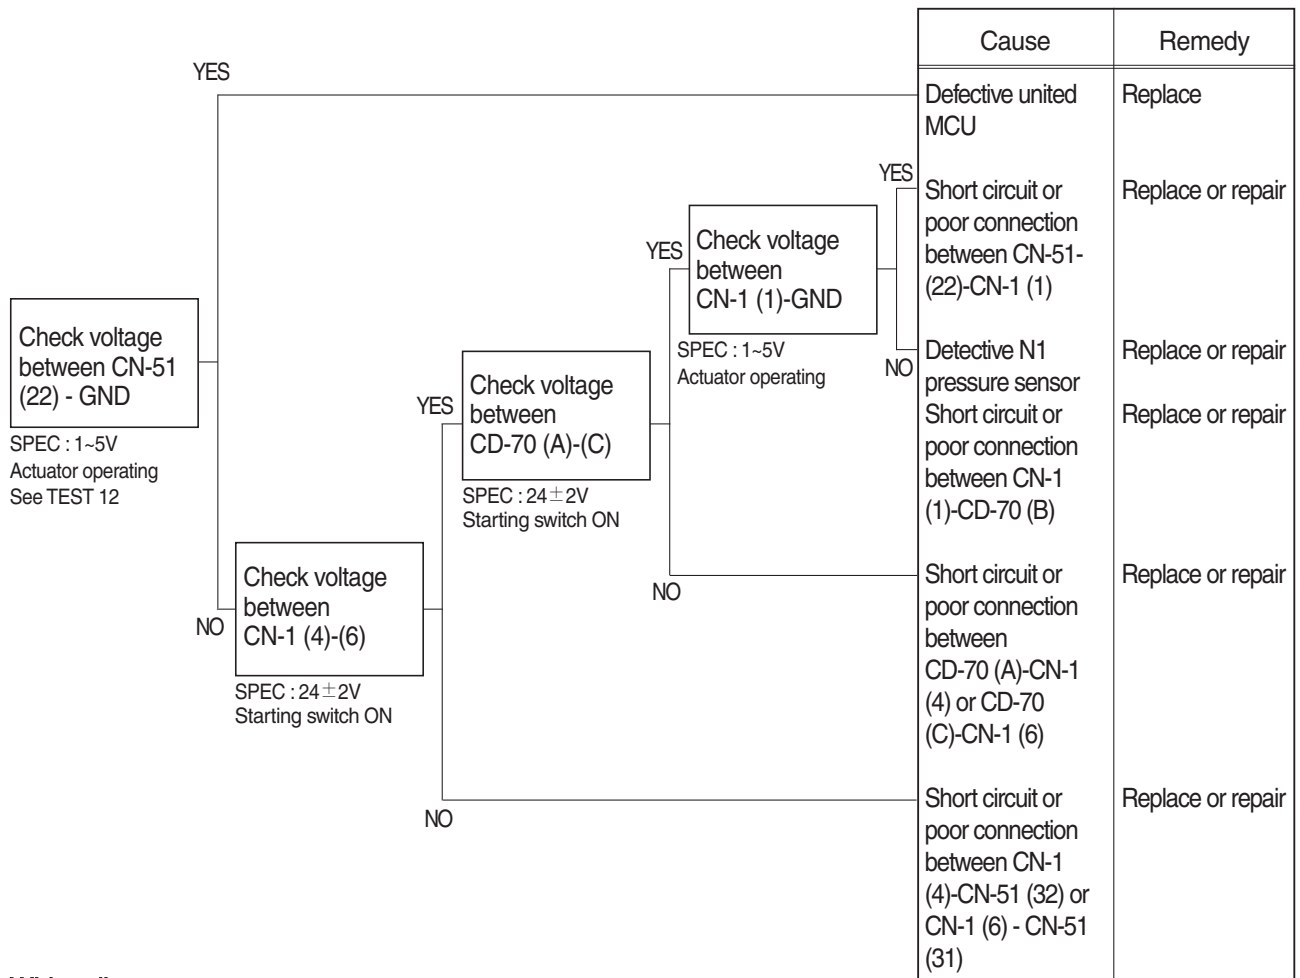 Cause
Remedy
YES
Defective united
MCU
Replace
YES
Short circuit or
poor connection
between CN-51-
(22)-CN-1 (1)
Replace or repair
YES
Check voltage
between
CN-1 (1)-GND
SPEC : 1~5V
Actuator operating
NO
Detective N1
pressure sensor
Replace or repair
Short circuit or
poor connection
between CN-1
(1)-CD-70 (B)
Replace or repair
Check voltage
between CN-51
(22) - GND
SPEC : 1~5V
Actuator operating
See TEST 12
YES
Check voltage
between
CD-70 (A)-(C)
SPEC : 24±2V
Starting switch ON
NO
Short circuit or
poor connection
between
CD-70 (A)-CN-1
(4) or CD-70
(C)-CN-1 (6)
Replace or repair
NO
Check voltage
between
CN-1 (4)-(6)
SPEC : 24±2V
Starting switch ON
NO
Short circuit or
poor connection
between CN-1
(4)-CN-51 (32) or
CN-1 (6) - CN-51
(31)
Replace or repair